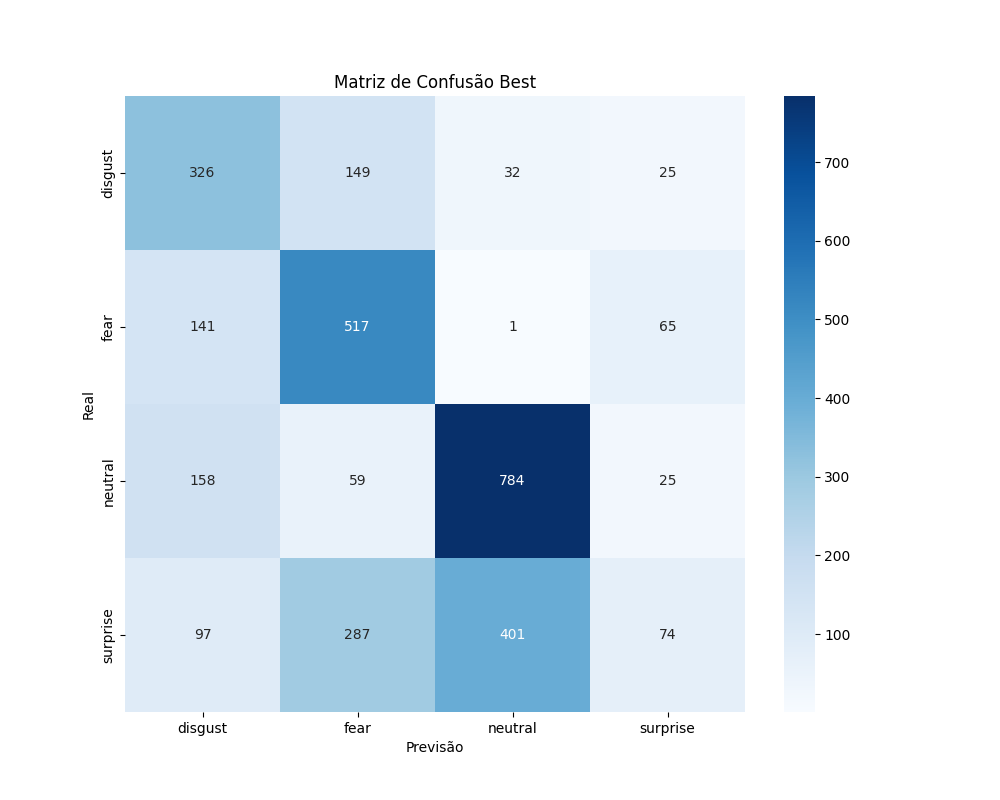 Matriz de Confusão Best
disgust 326 149 32 25
fear 141 517 1 65
neutral 158 59 784 25
surprise 97 287 401 74
disgust fear neutral surprise
Previsão
Real
700
600
500
400
300
200
100